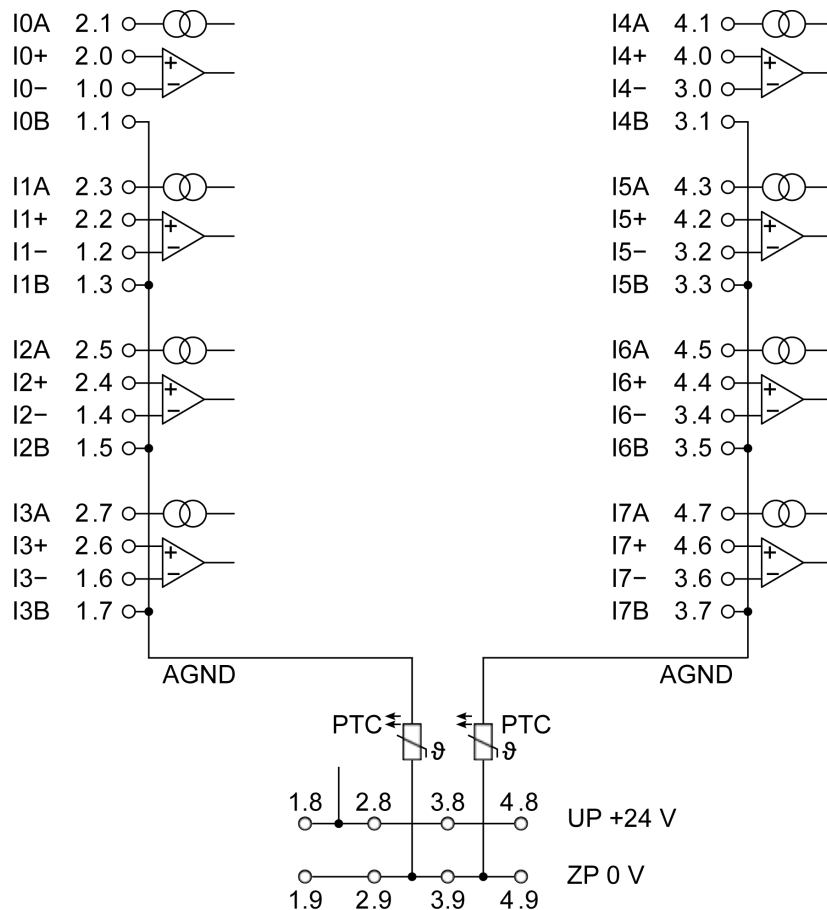 I0A 2.1
I0+ 2.0
I0− 1.0
I0B 1.1
I1A 2.3
I1+ 2.2
I1− 1.2
I1B 1.3
I2A 2.5
I2+ 2.4
I2− 1.4
I2B 1.5
I3A 2.7
I3+ 2.6
I3− 1.6
I3B 1.7
AGND
I4A 4.1
I4+ 4.0
I4− 3.0
I4B 3.1
I5A 4.3
I5+ 4.2
I5− 3.2
I5B 3.3
I6A 4.5
I6+ 4.4
I6− 3.4
I6B 3.5
I7A 4.7
I7+ 4.6
I7− 3.6
I7B 3.7
AGND
PTC ϑ
PTC ϑ
1.8 2.8 3.8 4.8 UP +24 V
ZP 0 V
1.9 2.9 3.9 4.9